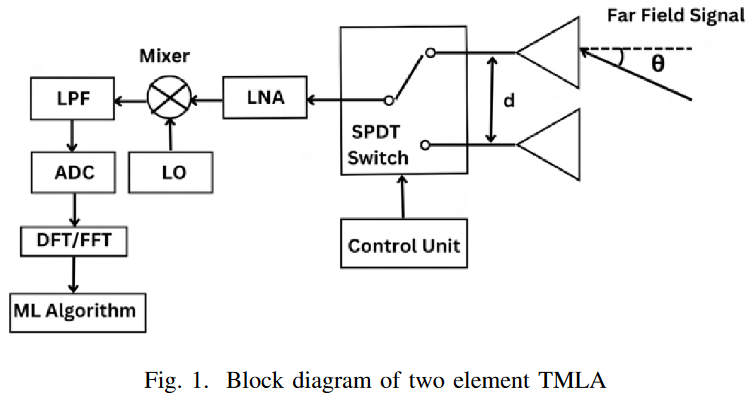 Far Field Signal
θ
d
SPDT
Switch
Control Unit
LNA
Mixer
LO
LPF
ADC
DFT/FFT
ML Algorithm
Fig. 1. Block diagram of two element TMLA